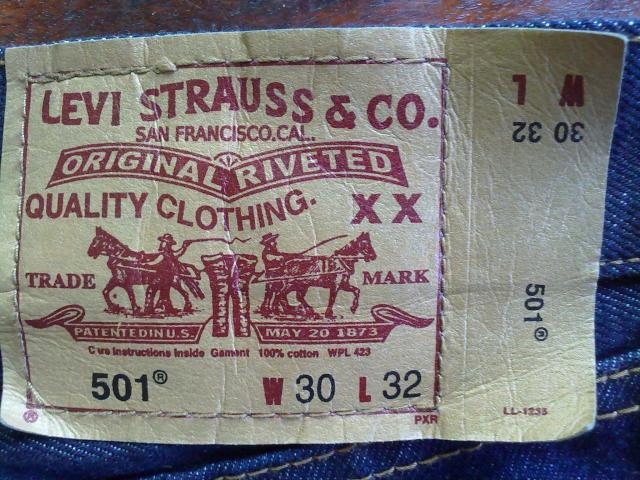 LEVI STRAUSS & CO.
SAN FRANCISCO,CAL.
ORIGINAL RIVETED
QUALITY CLOTHING. XX
TRADE MARK
PATENTED IN U.S. MAY 20 1873
Care Instructions Inside Garment 100% cotton WPL 423
501® W 30 L 32
PXR
®
W L
30 32
501®
LL-1233